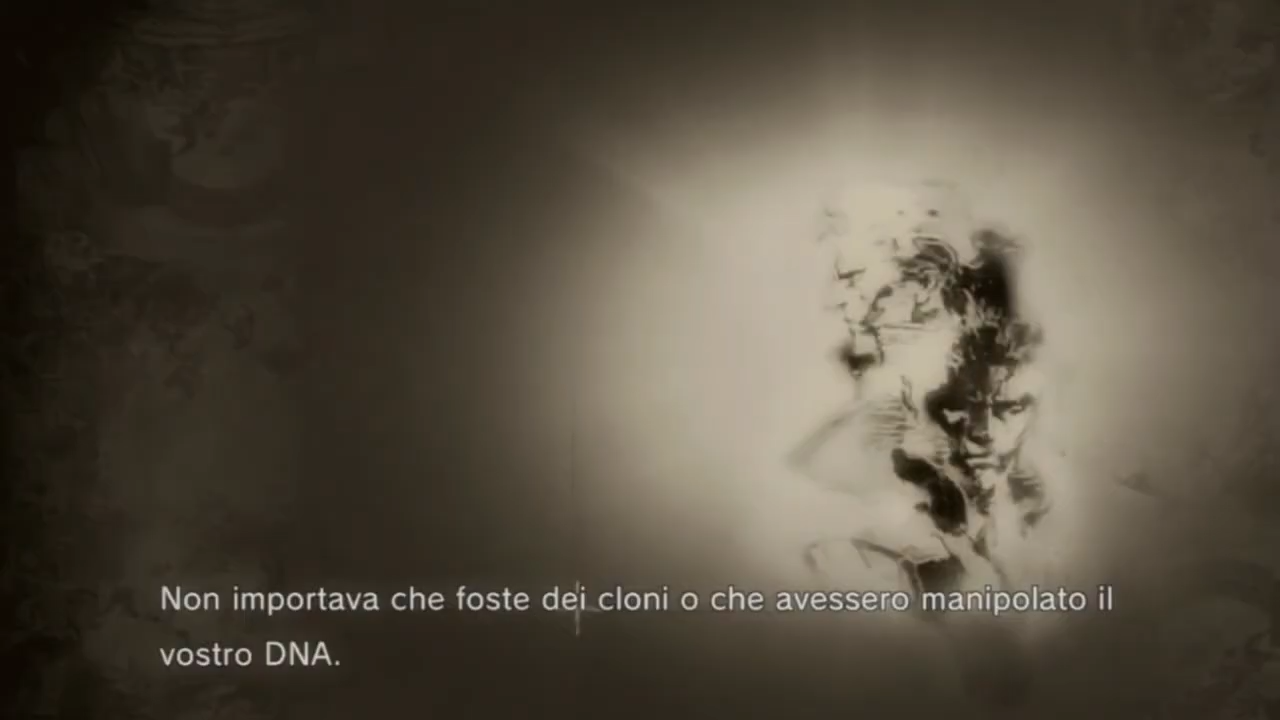 Non importava che foste dei cloni o che avessero manipolato il
vostro DNA.